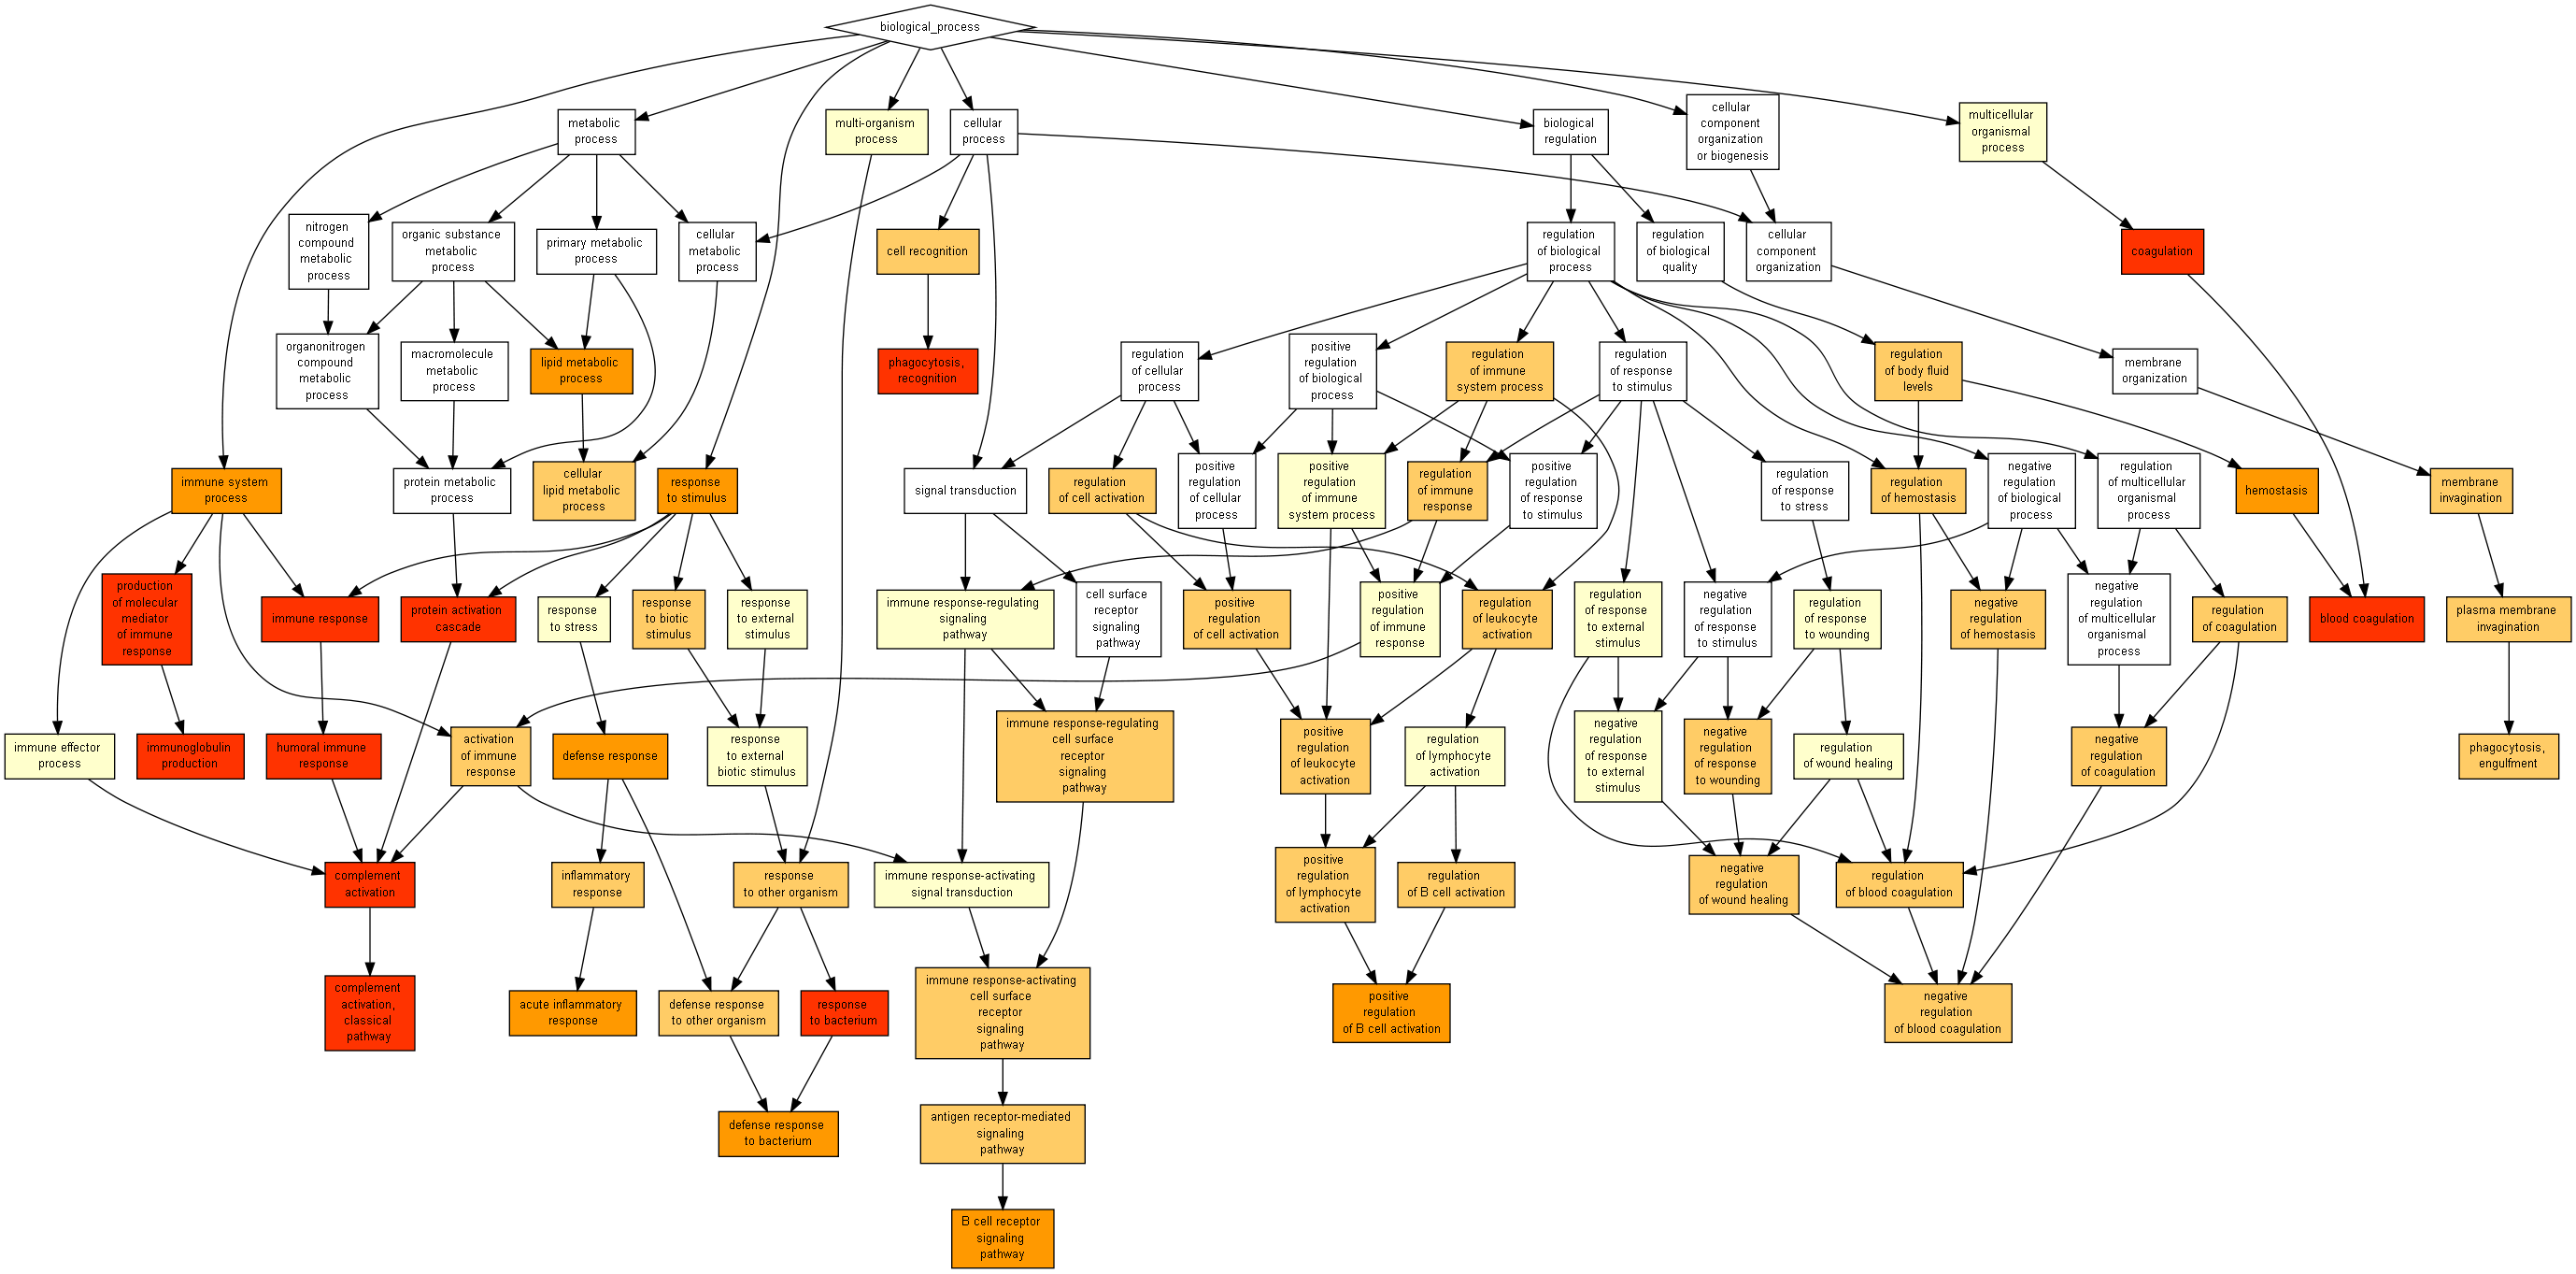 biological_process
metabolic
process
multi-organism
process
cellular
process
biological
regulation
cellular
component
organization
or biogenesis
multicellular
organismal
process
nitrogen
compound
metabolic
process
organic substance
metabolic
process
primary metabolic
process
cellular
metabolic
process
cell recognition
regulation
of biological
process
regulation
of biological
quality
cellular
component
organization
coagulation
organonitrogen
compound
metabolic
process
macromolecule
metabolic
process
lipid metabolic
process
phagocytosis,
recognition
regulation
of cellular
process
positive
regulation
of biological
process
regulation
of immune
system process
regulation
of response
to stimulus
regulation
of body fluid
levels
membrane
organization
immune system
process
protein metabolic
process
cellular
lipid metabolic
process
response
to stimulus
signal transduction
regulation
of cell activation
positive
regulation
of cellular
process
positive
regulation
of immune
system process
regulation
of immune
response
positive
regulation
of response
to stimulus
regulation
of response
to stress
regulation
of hemostasis
negative
regulation
of biological
process
regulation
of multicellular
organismal
process
hemostasis
membrane
invagination
production
of molecular
mediator
of immune
response
immune response
protein activation
cascade
response
to stress
response
to biotic
stimulus
response
to external
stimulus
immune response-regulating
signaling
pathway
cell surface
receptor
signaling
pathway
positive
regulation
of cell activation
positive
regulation
of immune
response
regulation
of leukocyte
activation
regulation
of response
to external
stimulus
negative
regulation
of response
to stimulus
regulation
of response
to wounding
negative
regulation
of hemostasis
negative
regulation
of multicellular
organismal
process
regulation
of coagulation
blood coagulation
plasma membrane
invagination
immune effector
process
immunoglobulin
production
humoral immune
response
activation
of immune
response
defense response
response
to external
biotic stimulus
immune response-regulating
cell surface
receptor
signaling
pathway
positive
regulation
of leukocyte
activation
regulation
of lymphocyte
activation
negative
regulation
of response
to external
stimulus
negative
regulation
of response
to wounding
regulation
of wound healing
negative
regulation
of coagulation
phagocytosis,
engulfment
complement
activation
inflammatory
response
response
to other organism
immune response-activating
signal transduction
positive
regulation
of lymphocyte
activation
regulation
of B cell activation
negative
regulation
of wound healing
regulation
of blood coagulation
complement
activation,
classical
pathway
acute inflammatory
response
defense response
to other organism
response
to bacterium
immune response-activating
cell surface
receptor
signaling
pathway
positive
regulation
of B cell activation
negative
regulation
of blood coagulation
defense response
to bacterium
antigen receptor-mediated
signaling
pathway
B cell receptor
signaling
pathway